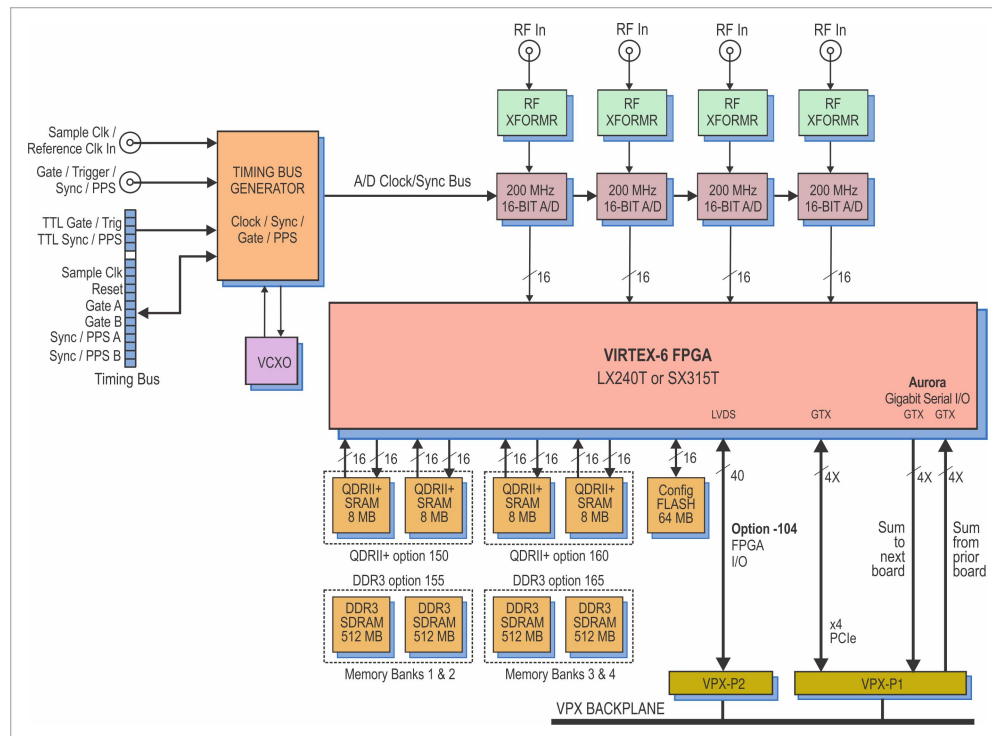 RF In
RF In
RF In
RF In
RF
XFORMR
RF
XFORMR
RF
XFORMR
RF
XFORMR
Sample Clk /
Reference Clk In
Gate / Trigger /
Sync / PPS
TTL Gate / Trig
TTL Sync / PPS
Sample Clk
Reset
Gate A
Gate B
Sync / PPS A
Sync / PPS B
Timing Bus
TIMING BUS
GENERATOR
Clock / Sync /
Gate / PPS
VCXO
A/D Clock/Sync Bus
200 MHz
16-BIT A/D
200 MHz
16-BIT A/D
200 MHz
16-BIT A/D
200 MHz
16-BIT A/D
16
16
16
16
VIRTEX-6 FPGA
LX240T or SX315T
LVDS
GTX
Aurora
Gigabit Serial I/O
GTX
GTX
16
16
16
16
16
16
16
16
16
40
4X
4X
4X
QDRII+
SRAM
8 MB
QDRII+
SRAM
8 MB
QDRII+ option 150
QDRII+
SRAM
8 MB
QDRII+
SRAM
8 MB
QDRII+ option 160
Config
FLASH
64 MB
Option -104
FPGA
I/O
x4
PCIe
Sum
to
next
board
Sum
from
prior
board
DDR3 option 155
DDR3
SDRAM
512 MB
DDR3
SDRAM
512 MB
Memory Banks 1 & 2
DDR3 option 165
DDR3
SDRAM
512 MB
DDR3
SDRAM
512 MB
Memory Banks 3 & 4
VPX-P2
VPX-P1
VPX BACKPLANE